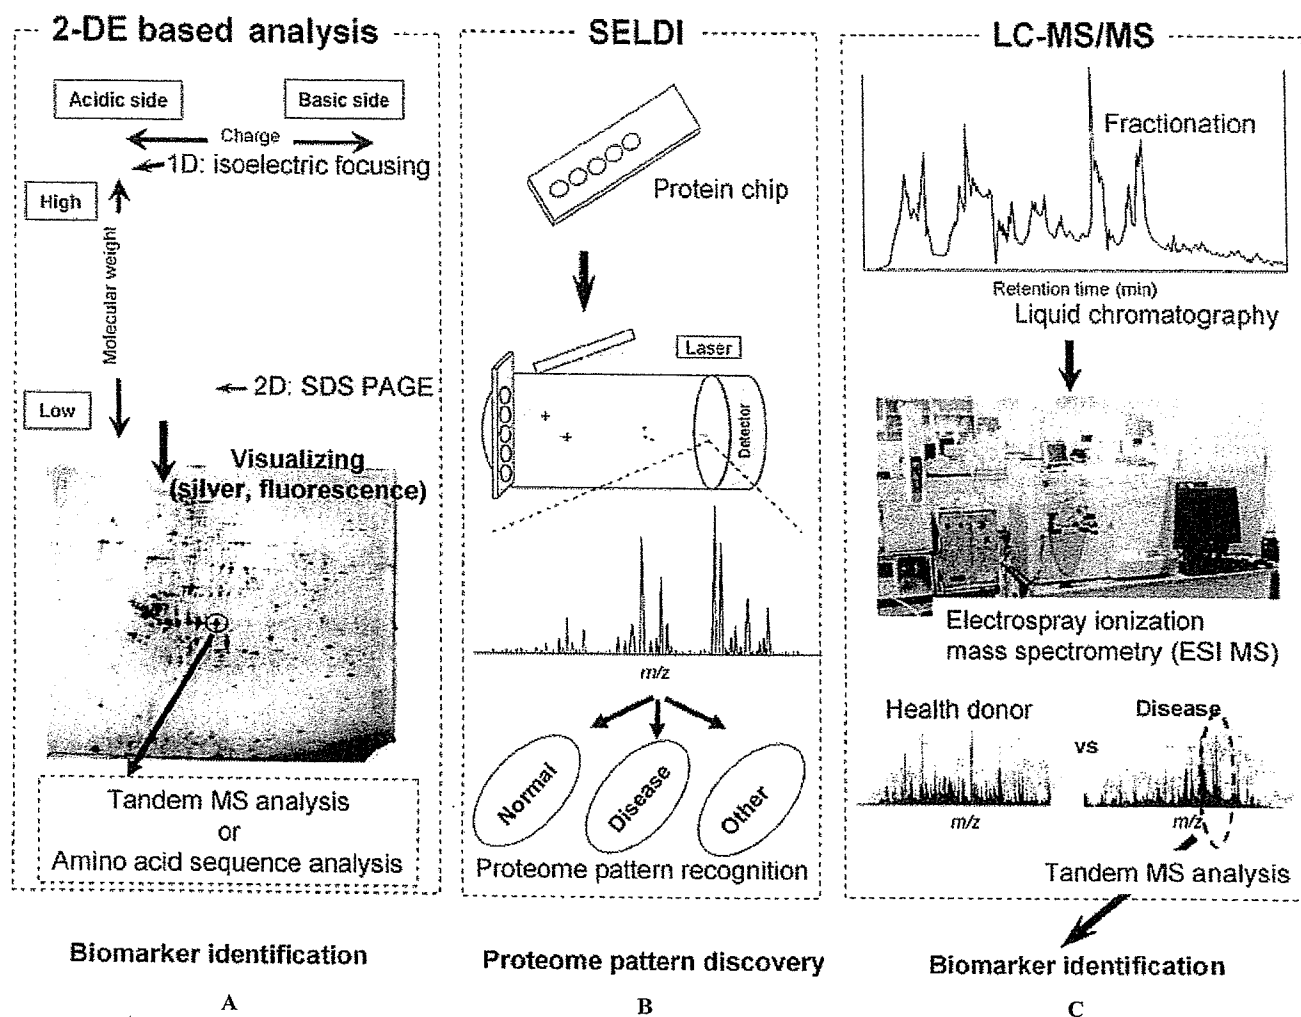 2-DE based analysis
Acidic side
Basic side
Charge
1D: isoelectric focusing
High
Molecular weight
Low
2D: SDS PAGE
Visualizing
(silver, fluorescence)
Tandem MS analysis
or
Amino acid sequence analysis
Biomarker identification
A
SELDI
Protein chip
Laser
Detector
m/z
Normal
Disease
Other
Proteome pattern recognition
Proteome pattern discovery
B
LC-MS/MS
Fractionation
Retention time (min)
Liquid chromatography
Electrospray ionization
mass spectrometry (ESI MS)
Health donor
vs
Disease
m/z
m/z
Tandem MS analysis
Biomarker identification
C